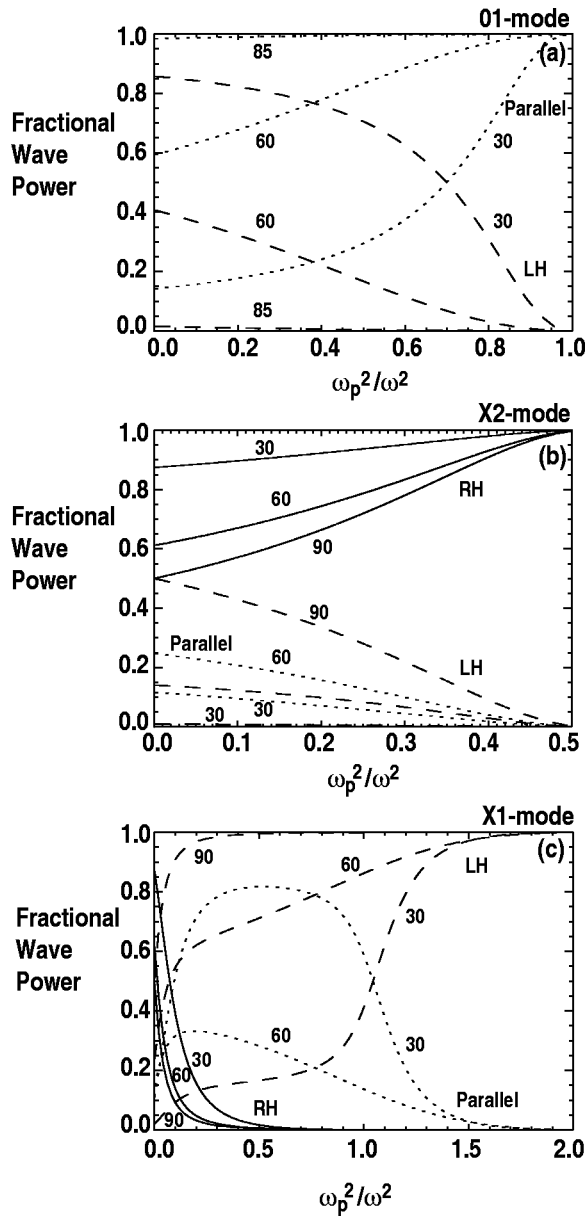 01-mode
(a)
1.0
0.8
0.6
0.4
0.2
0.0
Fractional
Wave
Power
85
60
60
85
Parallel
30
30
LH
0.0 0.2 0.4 0.6 0.8 1.0
ωp²/ω²
X2-mode
(b)
1.0
0.8
0.6
0.4
0.2
0.0
Fractional
Wave
Power
30
60
RH
90
90
Parallel
60
LH
30
30
0.0 0.1 0.2 0.3 0.4 0.5
ωp²/ω²
X1-mode
(c)
1.0
0.8
0.6
0.4
0.2
0.0
Fractional
Wave
Power
90
60
LH
30
60
30
30
60
90
RH
Parallel
0.0 0.5 1.0 1.5 2.0
ωp²/ω²